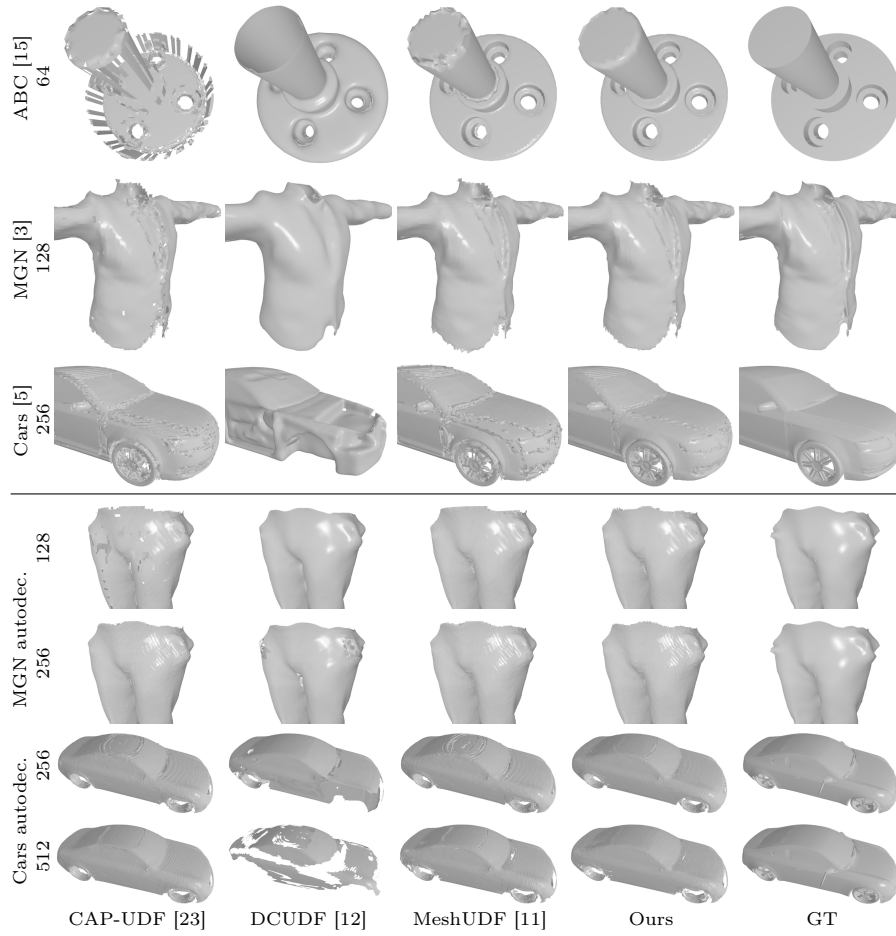 ABC [15]
64
MGN [3]
128
Cars [5]
256
MGN autodec.
128
256
Cars autodec.
256
512
CAP-UDF [23] DCUDF [12] MeshUDF [11] Ours GT